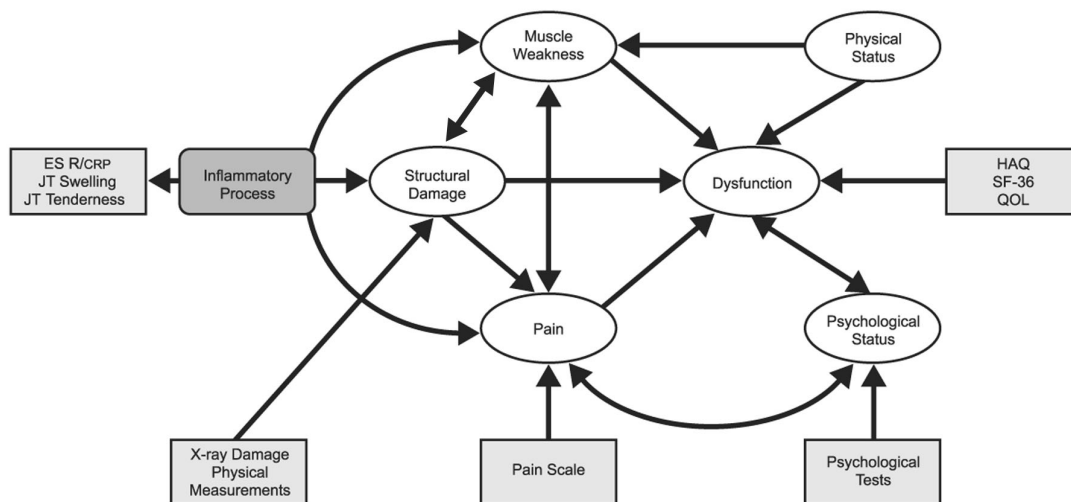 Muscle
Weakness
Physical
Status
ES R/CRP
JT Swelling
JT Tenderness
Inflammatory
Process
Structural
Damage
Dysfunction
HAQ
SF-36
QOL
Pain
Psychological
Status
X-ray Damage
Physical
Measurements
Pain Scale
Psychological
Tests